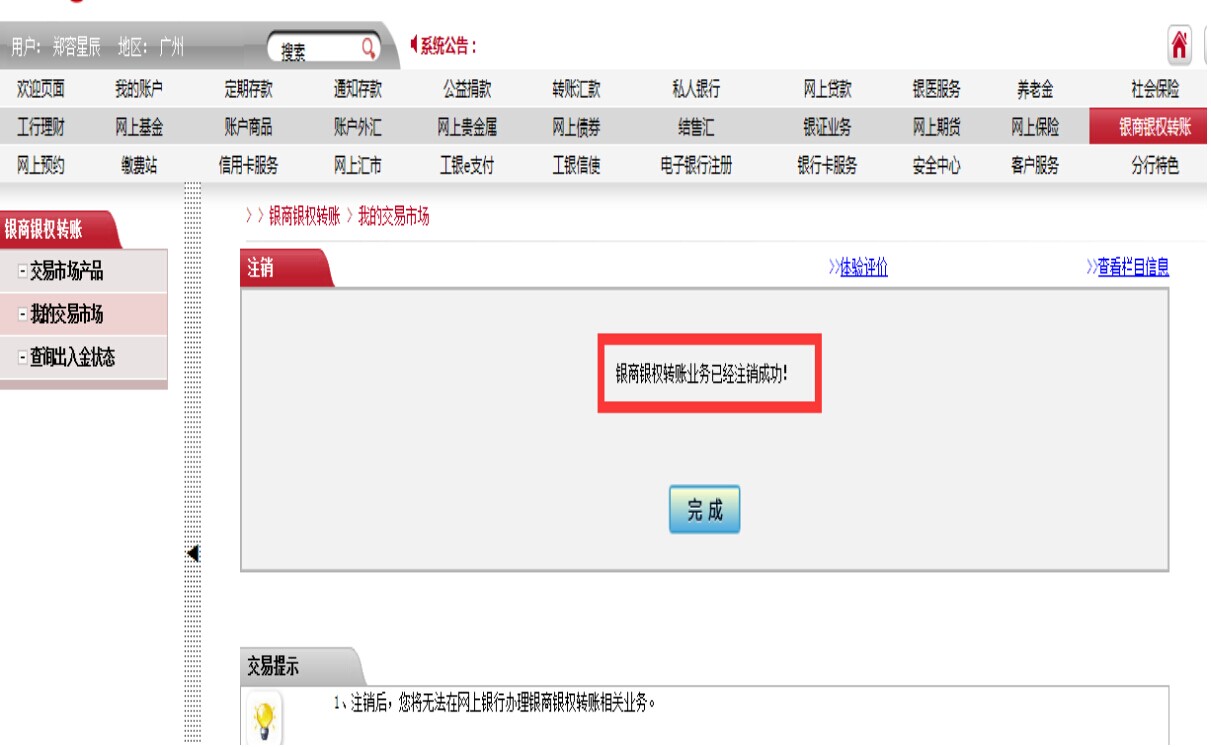 用户：郑容星辰 地区：广州 搜索 系统公告：
欢迎页面 我的账户 定期存款 通知存款 公益捐款 转账汇款 私人银行 网上贷款 银医服务 养老金 社会保险
工行理财 网上基金 账户商品 账户外汇 网上贵金属 网上债券 结售汇 银证业务 网上期货 网上保险 银商银权转账
网上预约 缴费站 信用卡服务 网上汇市 工银e支付 工银信使 电子银行注册 银行卡服务 安全中心 客户服务 分行特色
银商银权转账
交易市场产品
我的交易市场
查询出入金状态
>> 银商银权转账 > 我的交易市场
注销 >>体验评价 >>查看栏目信息
银商银权转账业务已经注销成功!
完成
交易提示
1、注销后，您将无法在网上银行办理银商银权转账相关业务。